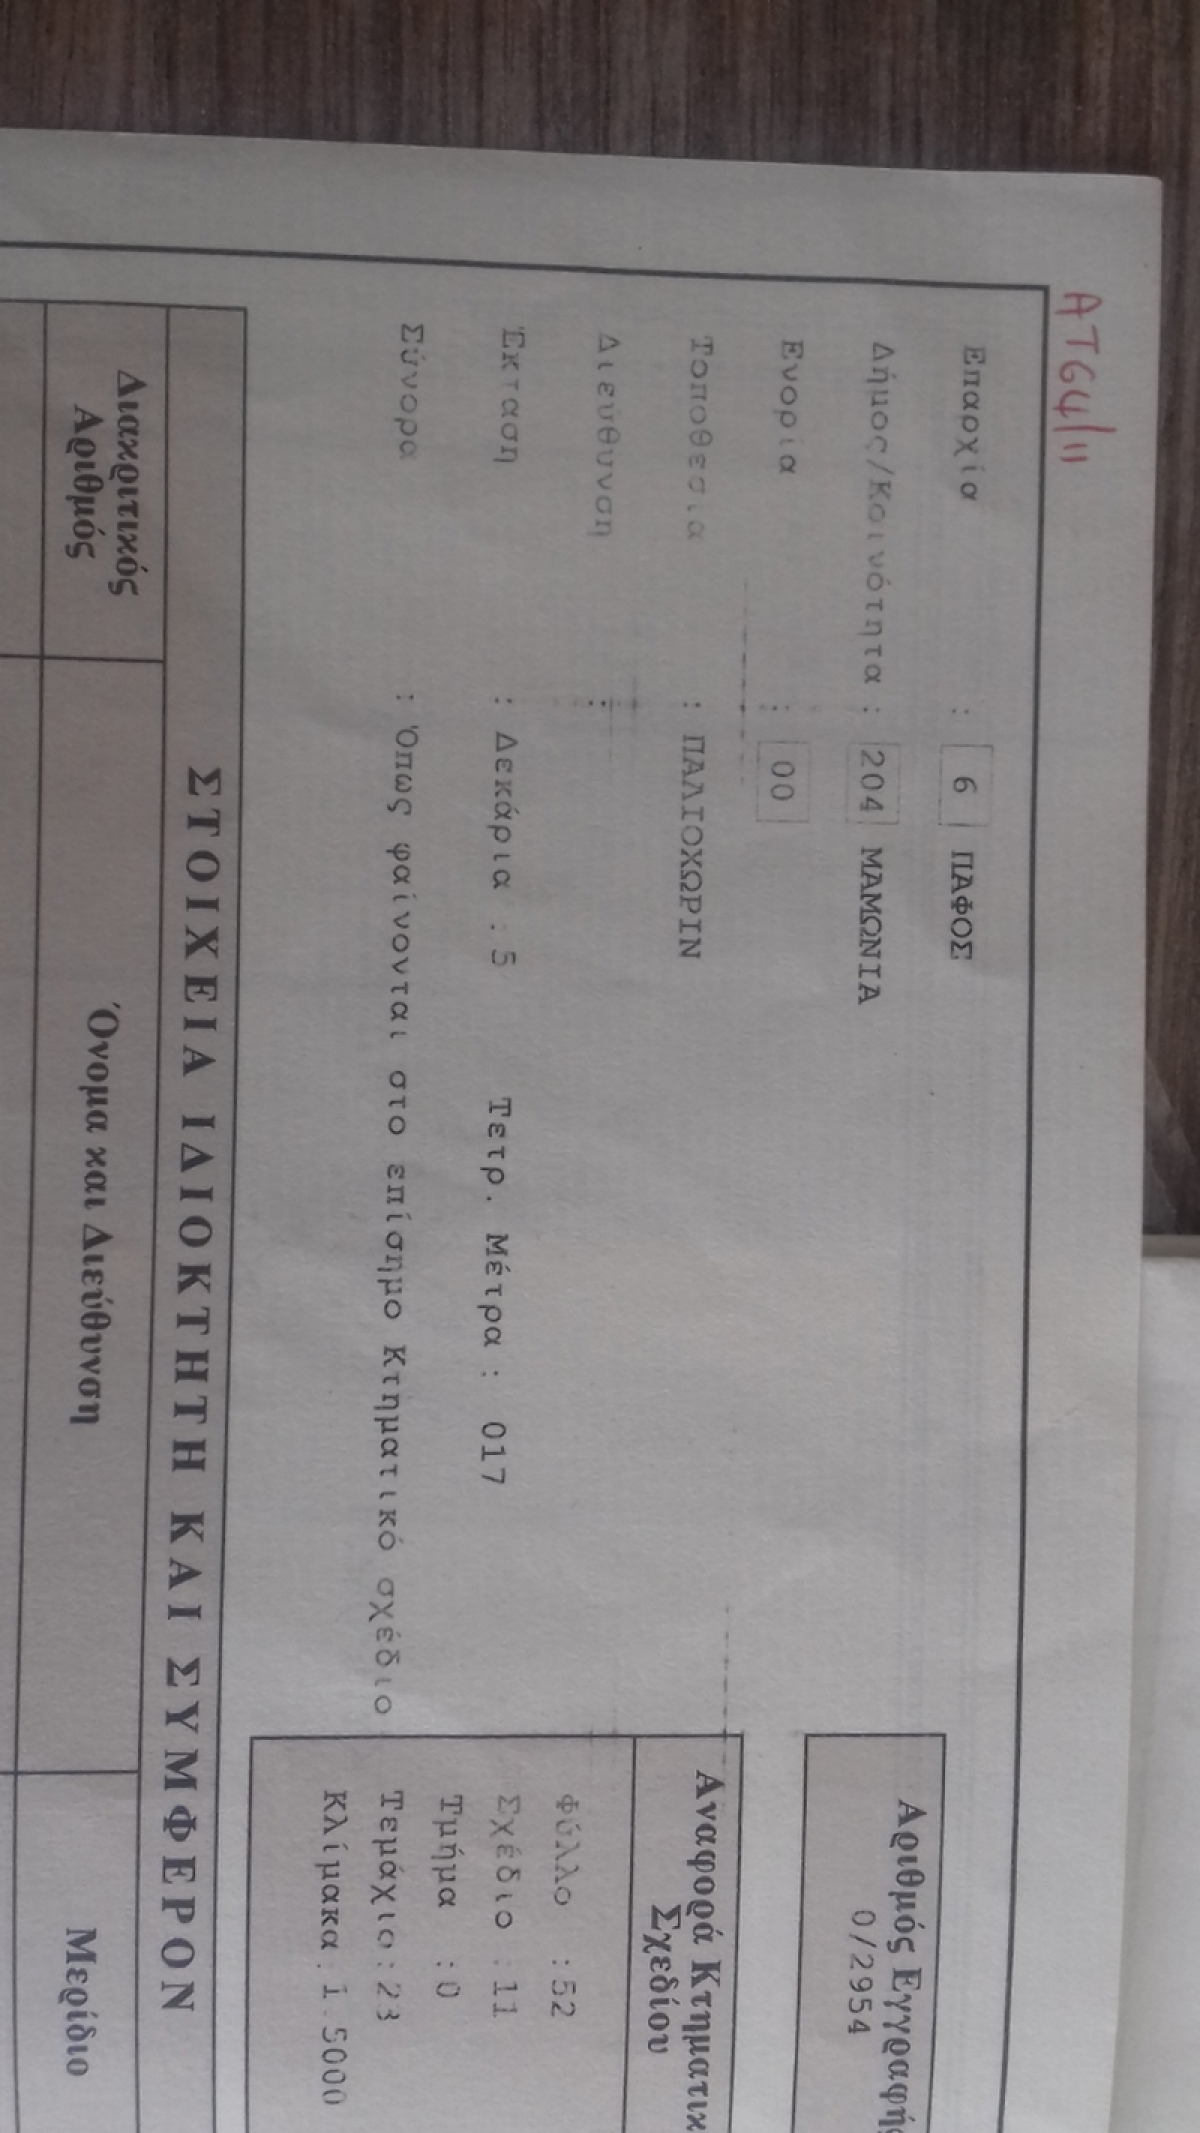 ATG4/11
Επαρχία : 6 ΠΑΦΟΣ
Δήμος/Κοινότητα : 204 ΜΑΜΩΝΙΑ
Αριθμός Εγγραφής
0/2954
Ενορία : 00
Τοποθεσία : ΠΑΛΙΟΧΩΡΙΝ
Αναφορά Κτηματικ
Σχεδίου
Διεύθυνση :
Έκταση : Δεκάρια : 5 Τετρ. Μέτρα : 017
Σύνορα : Όπως φαίνονται στο επίσημο Κτηματικό σχέδιο
Φύλλο :52
Σχέδιο :11
Τμήμα :0
Τεμάχιο:23
Κλίμακα: 1 5000
ΣΤΟΙΧΕΙΑ ΙΔΙΟΚΤΗΤΗ ΚΑΙ ΣΥΜΦΕΡΟΝ
Διακριτικός
Αριθμός
Όνομα και Διεύθυνση
Μερίδιο